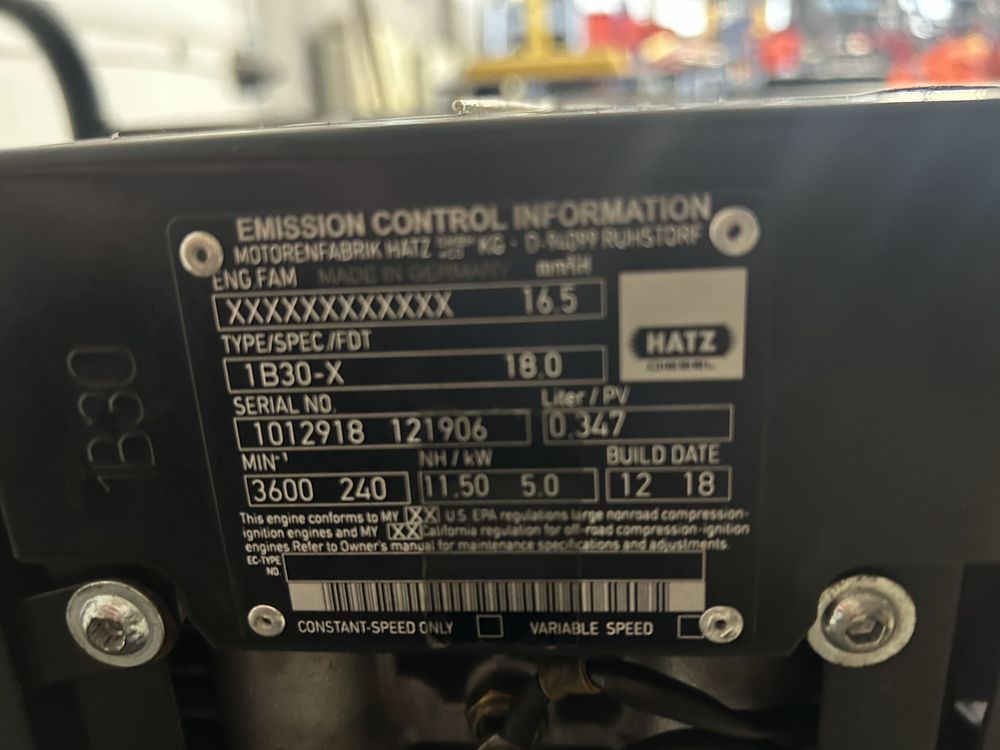 EMISSION CONTROL INFORMATION
MOTORENFABRIK HATZ KG - D-94099 RUHSTORF
ENG.FAM MADE IN GERMANY mm³/H
XXXXXXXXXXXX 16.5
TYPE/SPEC/FDT
1B30-X 18.0
HATZ
DIESEL
SERIAL NO. Liter / PV
1012918 121906 0.347
MIN⁻¹ NH / kW BUILD DATE
3600 240 11.50 5.0 12 18
This engine conforms to MY XX U.S. EPA regulations large nonroad compression-
ignition engines and MY XX California regulation for off-road compression-ignition
engines Refer to Owner's manual for maintenance specifications and adjustments.
EC-TYPE
NO.
CONSTANT-SPEED ONLY VARIABLE SPEED
1B30